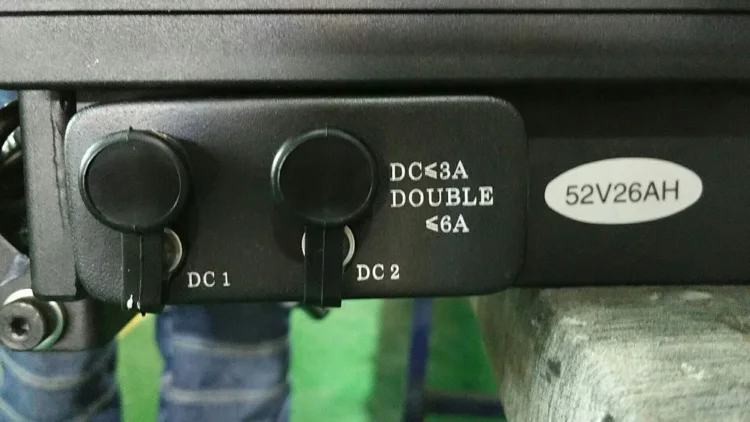 DC⩽3A
DOUBLE
⩽6A
DC 1
DC 2
52V26AH